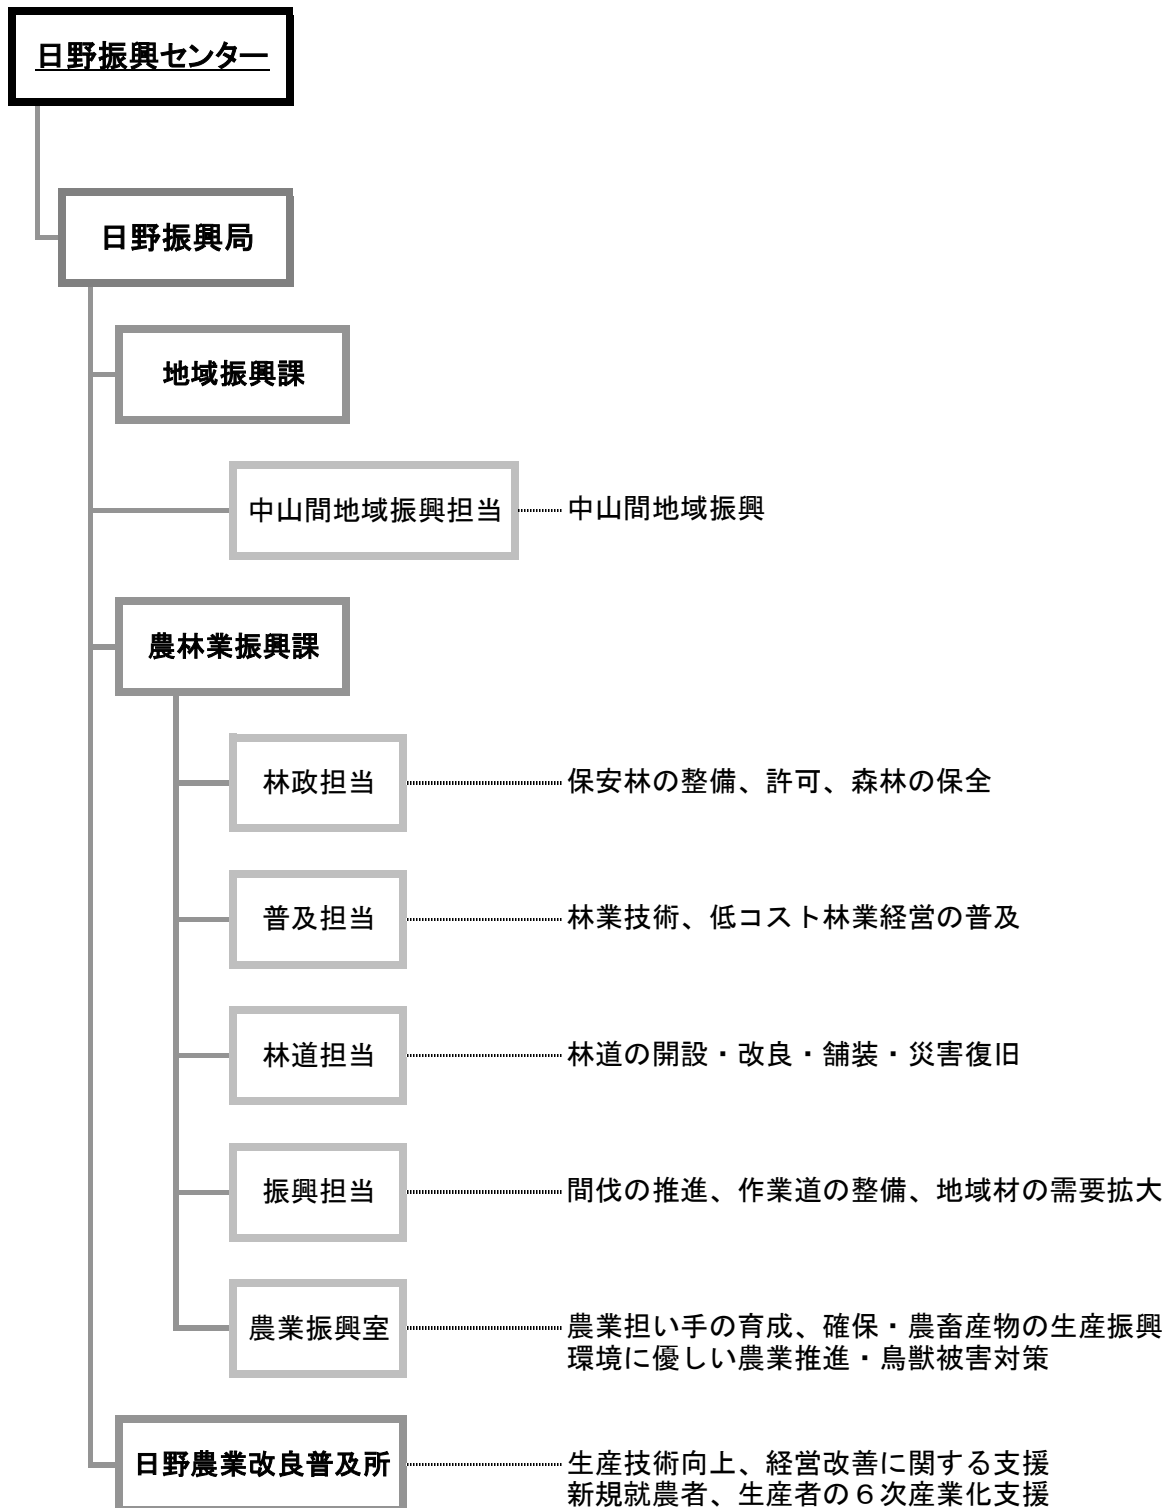 日野振興センター
日野振興局
地域振興課
中山間地域振興担当 中山間地域振興
農林業振興課
林政担当 保安林の整備、許可、森林の保全
普及担当 林業技術、低コスト林業経営の普及
林道担当 林道の開設・改良・舗装・災害復旧
振興担当 間伐の推進、作業道の整備、地域材の需要拡大
農業振興室 農業担い手の育成、確保・農畜産物の生産振興
環境に優しい農業推進・鳥獣被害対策
日野農業改良普及所 生産技術向上、経営改善に関する支援
新規就農者、生産者の６次産業化支援